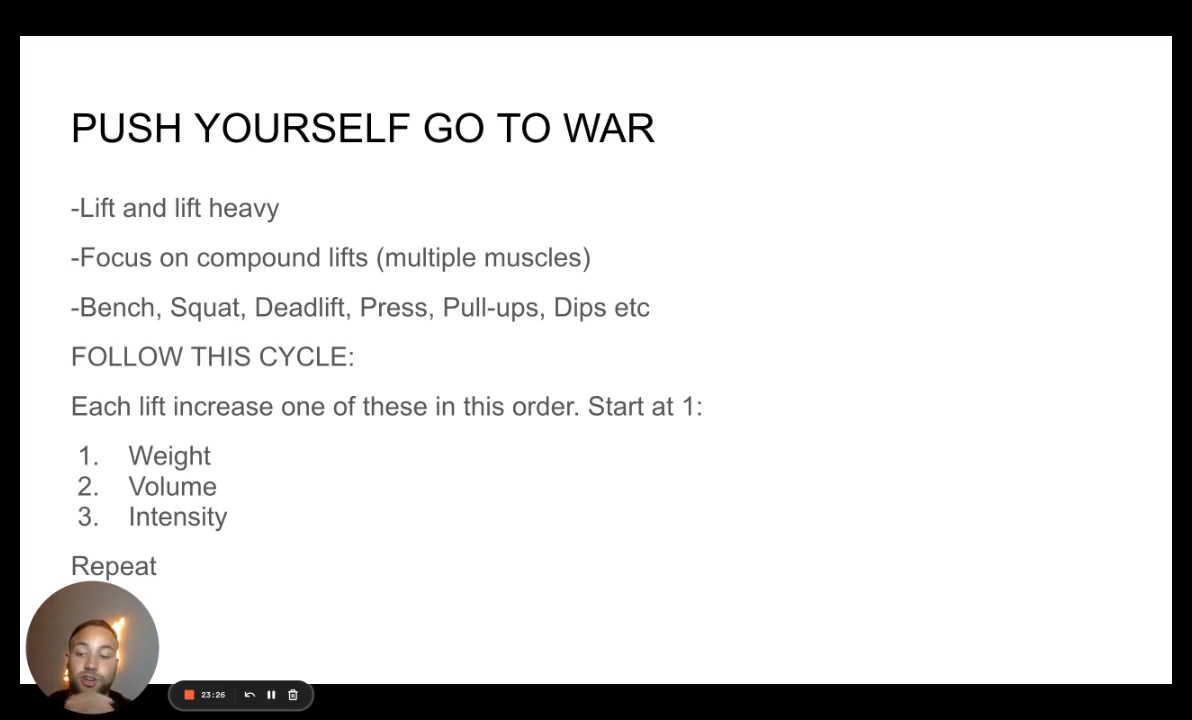 PUSH YOURSELF GO TO WAR
-Lift and lift heavy
-Focus on compound lifts (multiple muscles)
-Bench, Squat, Deadlift, Press, Pull-ups, Dips etc
FOLLOW THIS CYCLE:
Each lift increase one of these in this order. Start at 1:
1. Weight
2. Volume
3. Intensity
Repeat
23:26